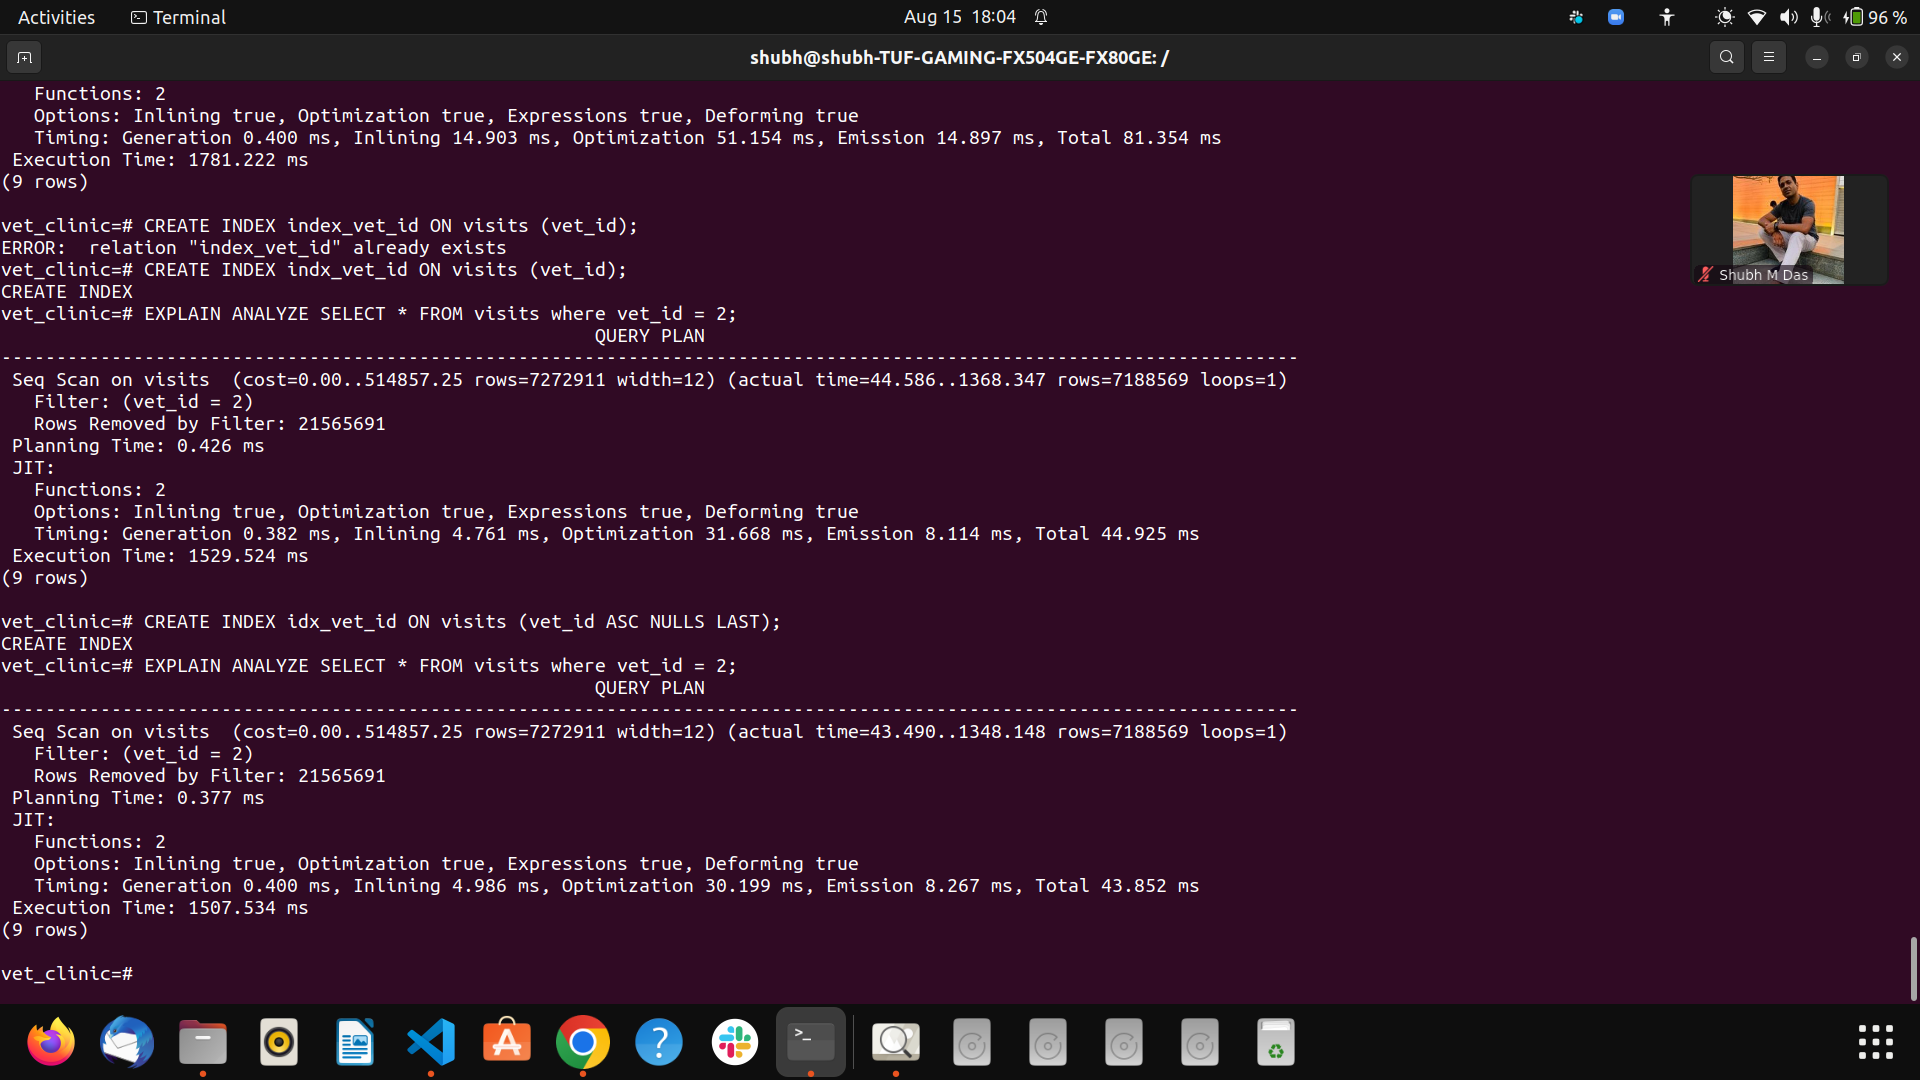 Activities Terminal Aug 15 18:04 96 %
shubh@shubh-TUF-GAMING-FX504GE-FX80GE: /
Functions: 2
Options: Inlining true, Optimization true, Expressions true, Deforming true
Timing: Generation 0.400 ms, Inlining 14.903 ms, Optimization 51.154 ms, Emission 14.897 ms, Total 81.354 ms
Execution Time: 1781.222 ms
(9 rows)
vet_clinic=# CREATE INDEX index_vet_id ON visits (vet_id);
ERROR:  relation "index_vet_id" already exists
vet_clinic=# CREATE INDEX indx_vet_id ON visits (vet_id);
Shubh M Das
CREATE INDEX
vet_clinic=# EXPLAIN ANALYZE SELECT * FROM visits where vet_id = 2;
QUERY PLAN
----------------------------------------------------------------------------------------------------------------------
Seq Scan on visits  (cost=0.00..514857.25 rows=7272911 width=12) (actual time=44.586..1368.347 rows=7188569 loops=1)
Filter: (vet_id = 2)
Rows Removed by Filter: 21565691
Planning Time: 0.426 ms
JIT:
Functions: 2
Options: Inlining true, Optimization true, Expressions true, Deforming true
Timing: Generation 0.382 ms, Inlining 4.761 ms, Optimization 31.668 ms, Emission 8.114 ms, Total 44.925 ms
Execution Time: 1529.524 ms
(9 rows)
vet_clinic=# CREATE INDEX idx_vet_id ON visits (vet_id ASC NULLS LAST);
CREATE INDEX
vet_clinic=# EXPLAIN ANALYZE SELECT * FROM visits where vet_id = 2;
QUERY PLAN
----------------------------------------------------------------------------------------------------------------------
Seq Scan on visits  (cost=0.00..514857.25 rows=7272911 width=12) (actual time=43.490..1348.148 rows=7188569 loops=1)
Filter: (vet_id = 2)
Rows Removed by Filter: 21565691
Planning Time: 0.377 ms
JIT:
Functions: 2
Options: Inlining true, Optimization true, Expressions true, Deforming true
Timing: Generation 0.400 ms, Inlining 4.986 ms, Optimization 30.199 ms, Emission 8.267 ms, Total 43.852 ms
Execution Time: 1507.534 ms
(9 rows)
vet_clinic=#